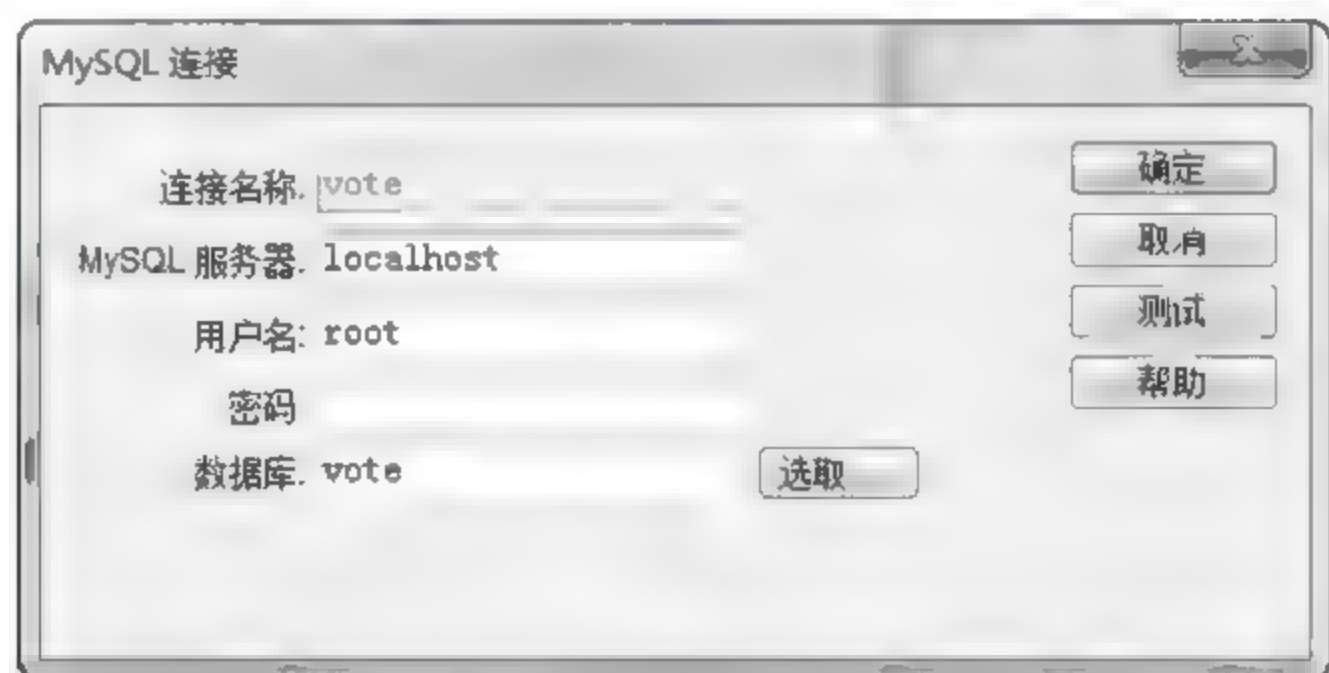 MySQL 连接
连接名称: vote
确定
MySQL 服务器: localhost
取消
用户名: root
测试
密码
帮助
数据库: vote
选取